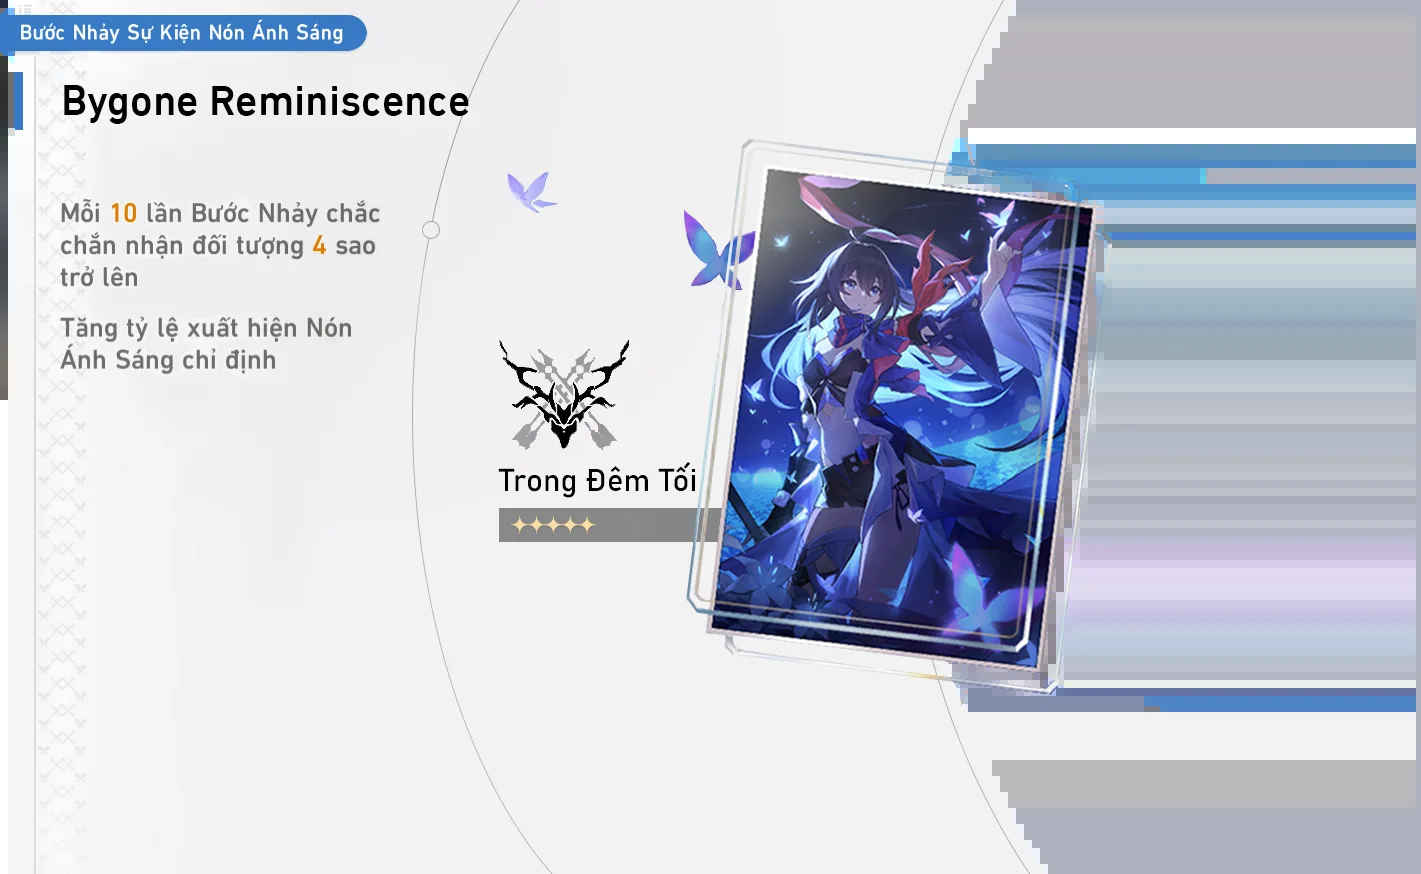 Bước Nhảy Sự Kiện Nón Ánh Sáng
Bygone Reminiscence
Mỗi 10 lần Bước Nhảy chắc
chắn nhận đối tượng 4 sao
trở lên
Tăng tỷ lệ xuất hiện Nón
Ánh Sáng chỉ định
Trong Đêm Tối